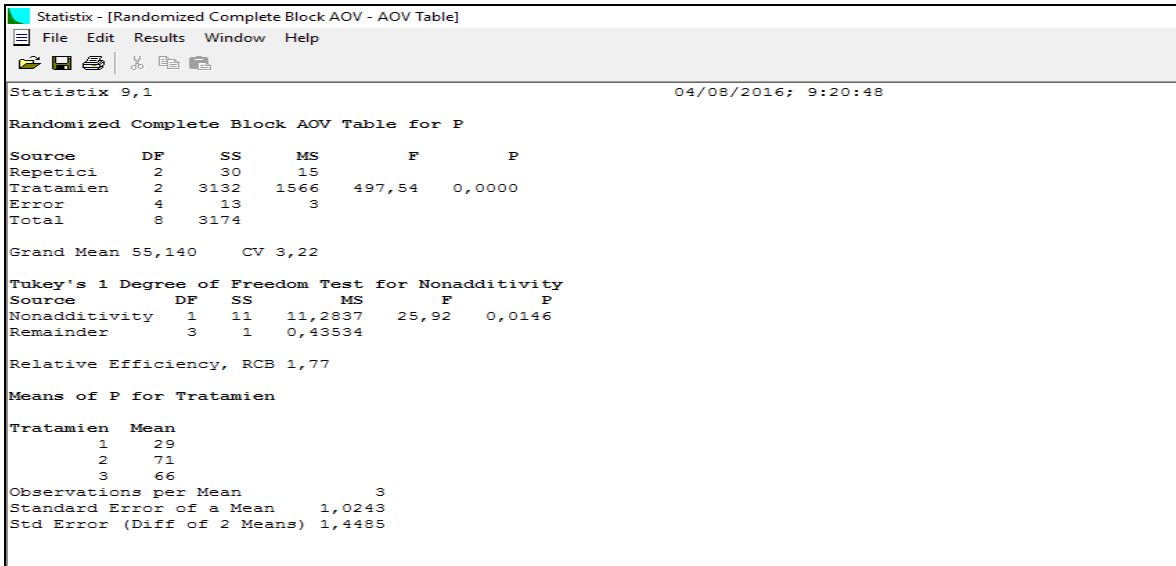 Statistix - [Randomized Complete Block AOV - AOV Table]
File Edit Results Window Help
Statistix 9,1 04/08/2016; 9:20:48
Randomized Complete Block AOV Table for P
Source DF SS MS F P
Repetici 2 30 15
Tratamien 2 3132 1566 497,54 0,0000
Error 4 13 3
Total 8 3174
Grand Mean 55,140 CV 3,22
Tukey's 1 Degree of Freedom Test for Nonadditivity
Source DF SS MS F P
Nonadditivity 1 11 11,2837 25,92 0,0146
Remainder 3 1 0,43534
Relative Efficiency, RCB 1,77
Means of P for Tratamien
Tratamien Mean
1 29
2 71
3 66
Observations per Mean 3
Standard Error of a Mean 1,0243
Std Error (Diff of 2 Means) 1,4485